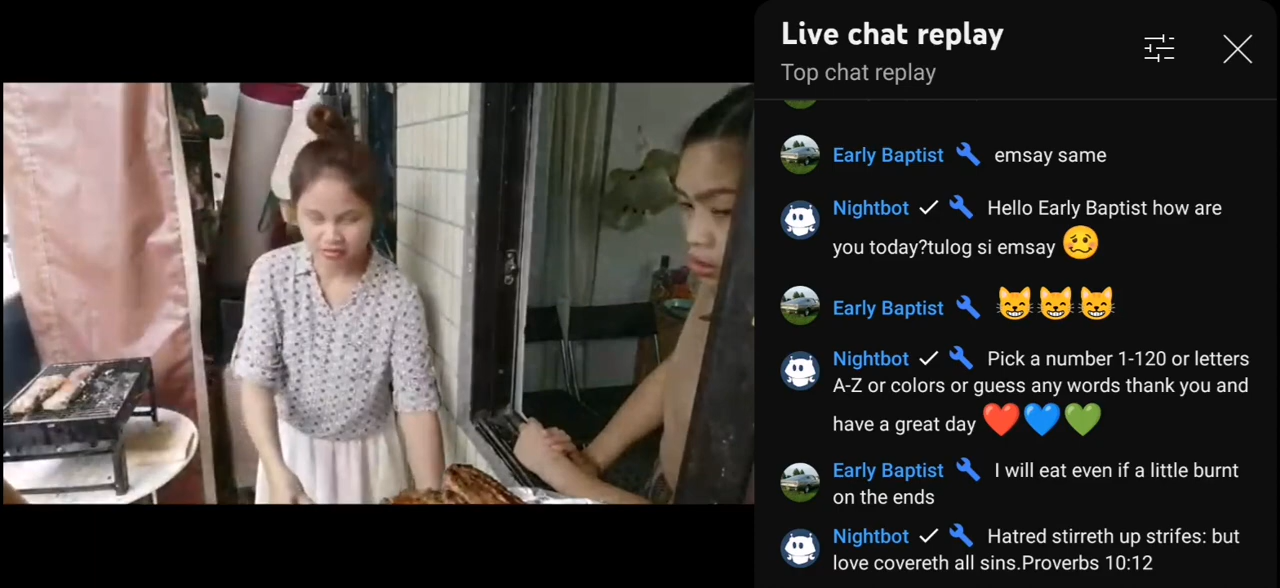 Live chat replay
Top chat replay
Early Baptist emsay same
Nightbot Hello Early Baptist how are
you today?tulog si emsay 🥴
Early Baptist 😸😸😸
Nightbot Pick a number 1-120 or letters
A-Z or colors or guess any words thank you and
have a great day ❤️💙💚
Early Baptist I will eat even if a little burnt
on the ends
Nightbot Hatred stirreth up strifes: but
love covereth all sins.Proverbs 10:12